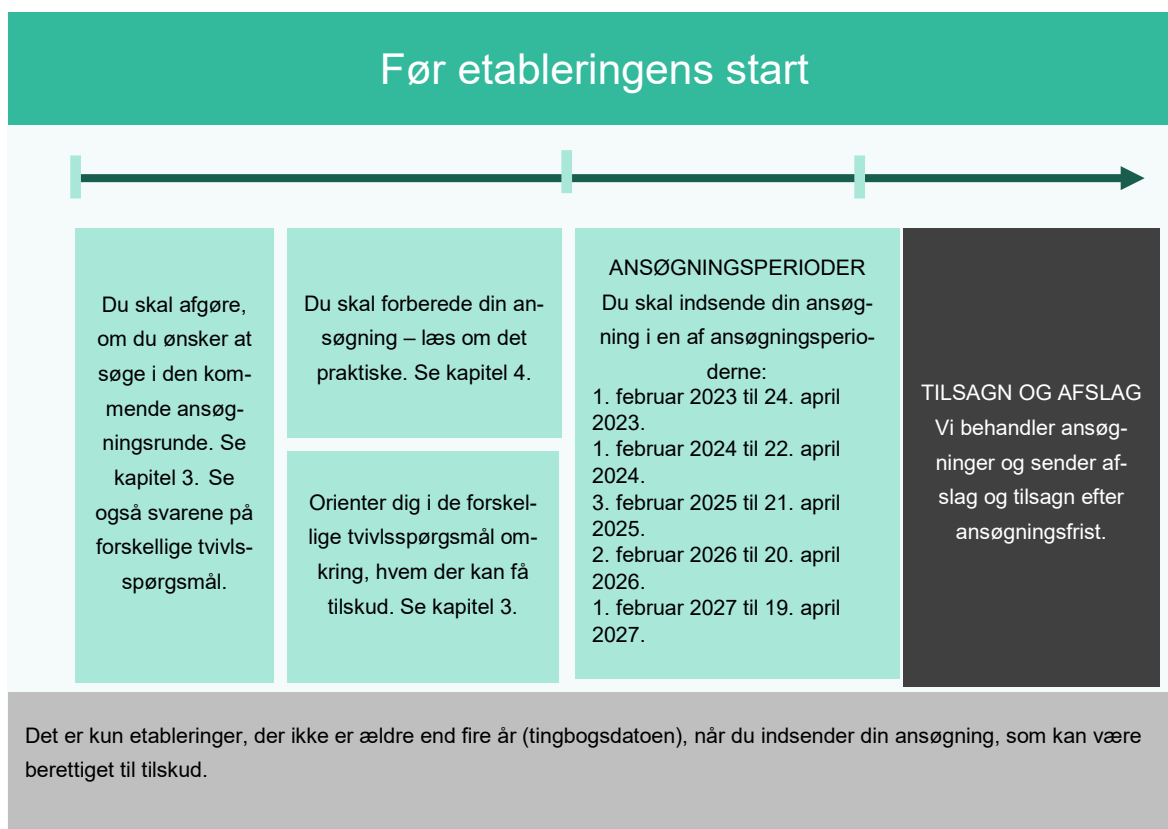 Før etableringens start
Du skal afgøre,
om du ønsker at
søge i den kom-
mende ansøg-
ningsrunde. Se
kapitel 3. Se
også svarene på
forskellige tvivls-
spørgsmål.
Du skal forberede din an-
søgning – læs om det
praktiske. Se kapitel 4.
Orienter dig i de forskel-
lige tvivlsspørgsmål om-
kring, hvem der kan få
tilskud. Se kapitel 3.
ANSØGNINGSPERIODER
Du skal indsende din ansøg-
ning i en af ansøgningsperio-
derne:
1. februar 2023 til 24. april
2023.
1. februar 2024 til 22. april
2024.
3. februar 2025 til 21. april
2025.
2. februar 2026 til 20. april
2026.
1. februar 2027 til 19. april
2027.
TILSAGN OG AFSLAG
Vi behandler ansøg-
ninger og sender af-
slag og tilsagn efter
ansøgningsfrist.
Det er kun etableringer, der ikke er ældre end fire år (tingbogsdatoen), når du indsender din ansøgning, som kan være
berettiget til tilskud.